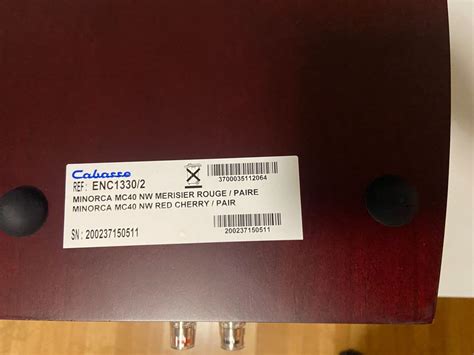 Cabasse
REF: ENC1330/2
3700035112064
MINORCA MC40 NW MERISIER ROUGE / PAIRE
MINORCA MC40 NW RED CHERRY / PAIR
SN : 200237150511
200237150511